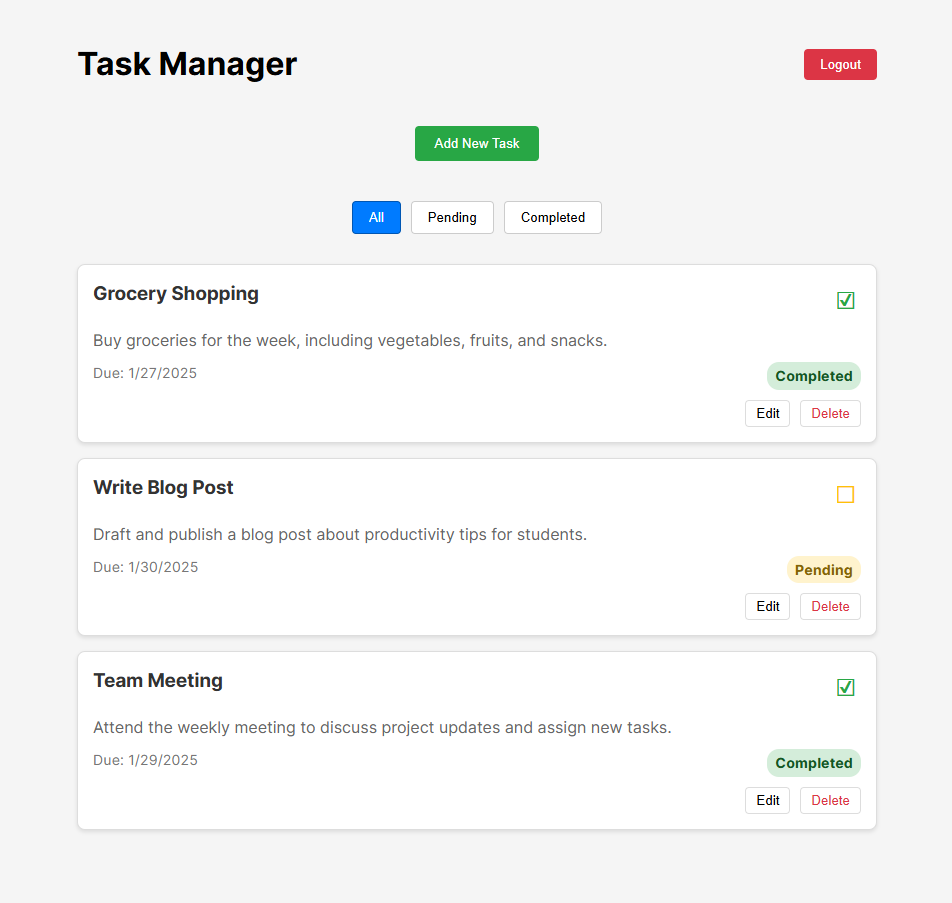 Task Manager
Logout
Add New Task
All
Pending
Completed
Grocery Shopping
Buy groceries for the week, including vegetables, fruits, and snacks.
Due: 1/27/2025
Completed
Edit
Delete
Write Blog Post
Draft and publish a blog post about productivity tips for students.
Due: 1/30/2025
Pending
Edit
Delete
Team Meeting
Attend the weekly meeting to discuss project updates and assign new tasks.
Due: 1/29/2025
Completed
Edit
Delete